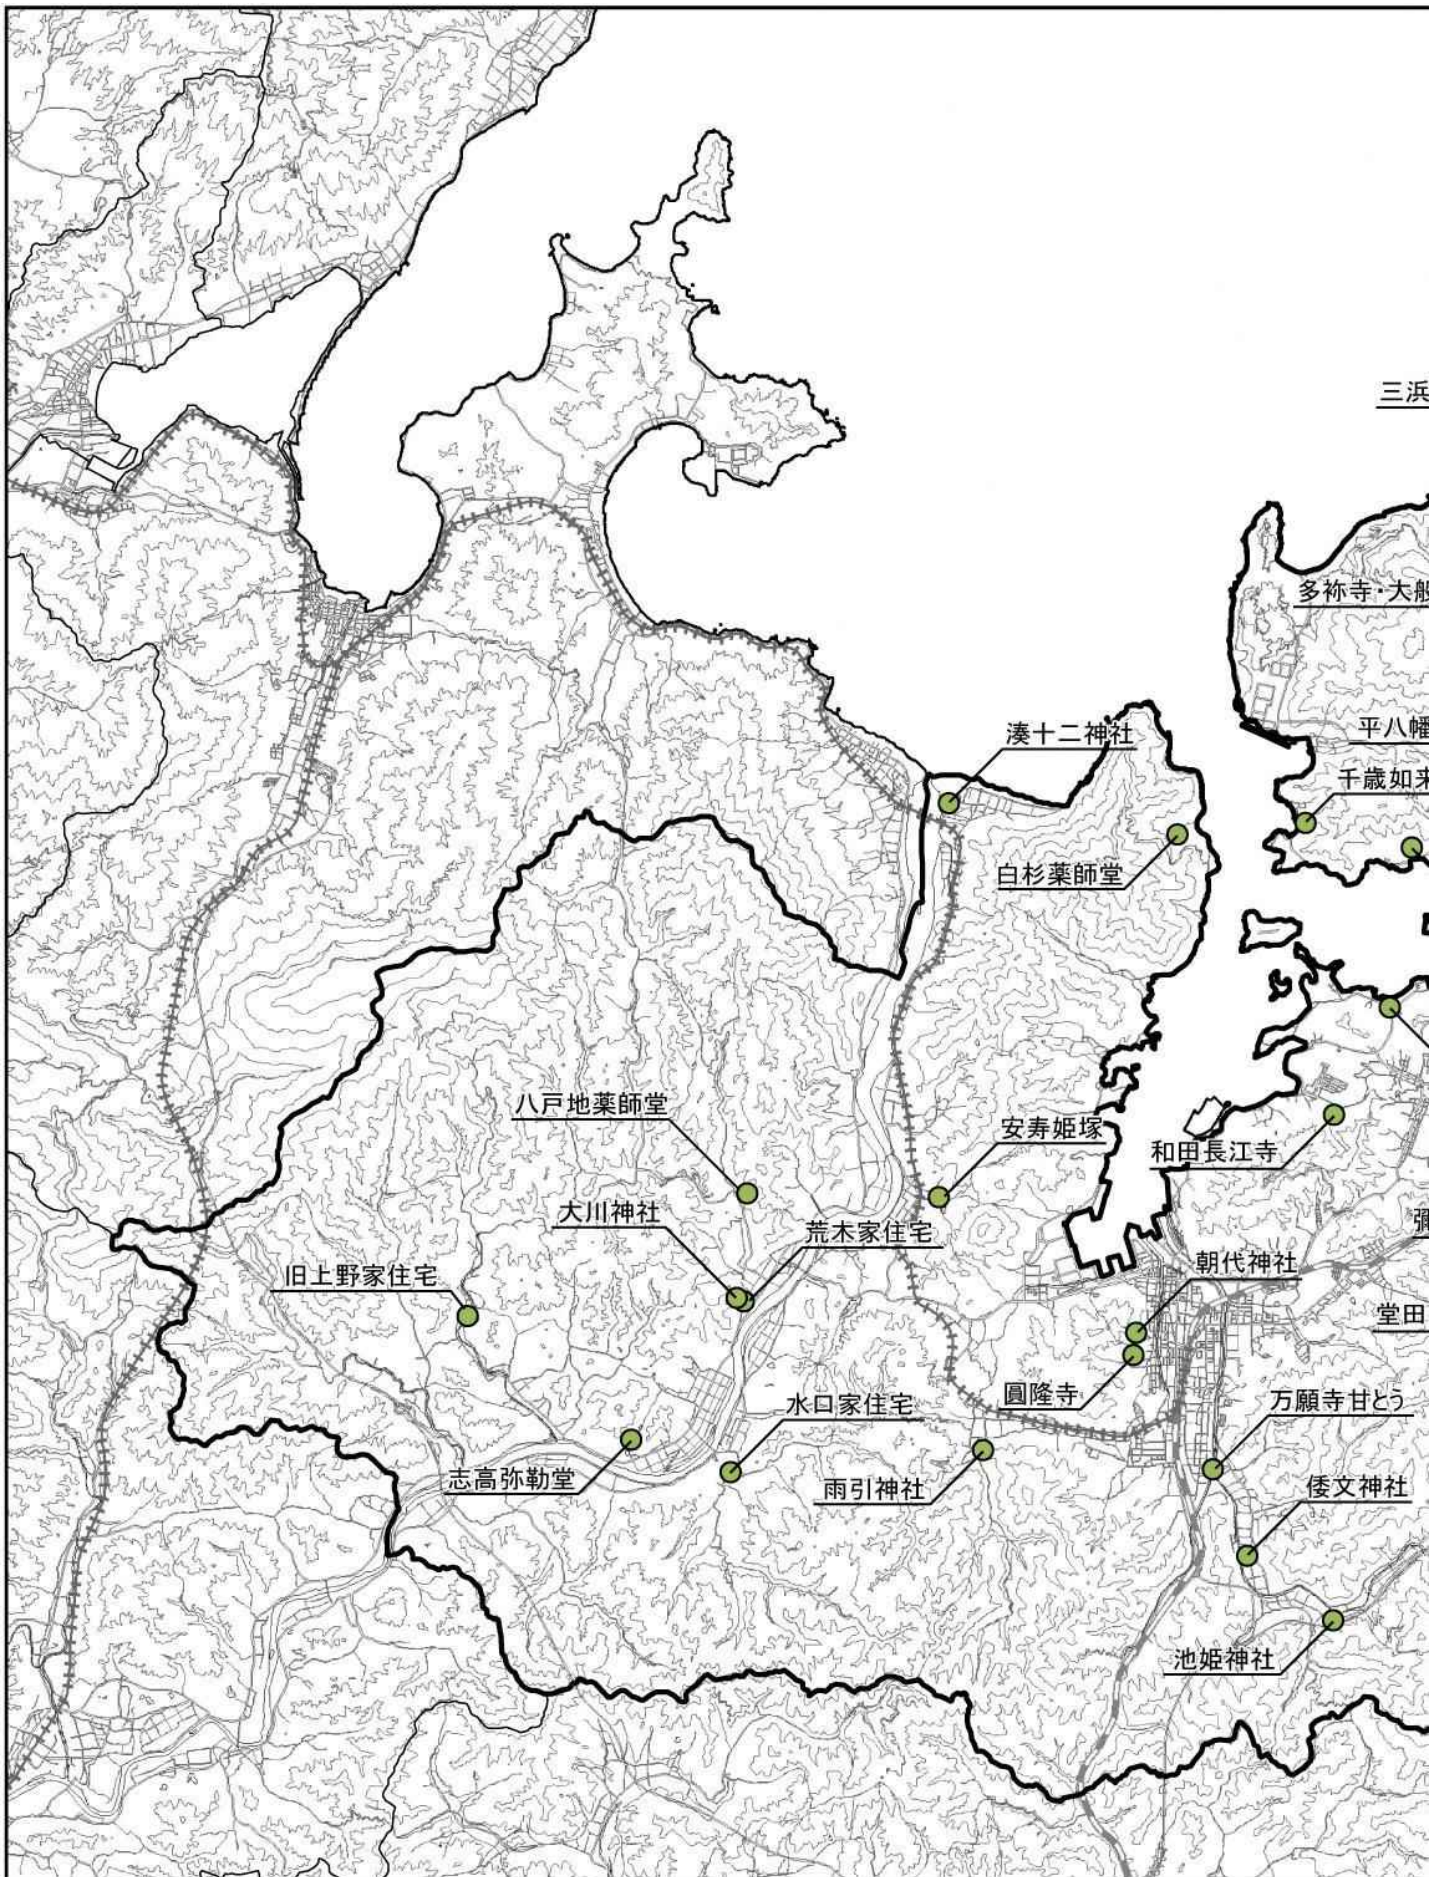 三浜
多祢寺・大般
湊十二神社
平八幡
千歳如来
白杉薬師堂
八戸地薬師堂
安寿姫塚
和田長江寺
大川神社
荒木家住宅
彌
朝代神社
旧上野家住宅
堂田
圓隆寺
水口家住宅
万願寺甘とう
志高弥勒堂
雨引神社
倭文神社
池姫神社